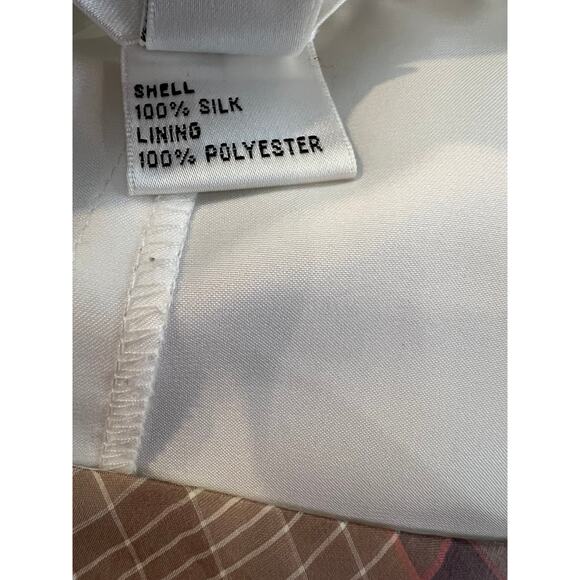 SHELL
100% SILK
LINING
100% POLYESTER